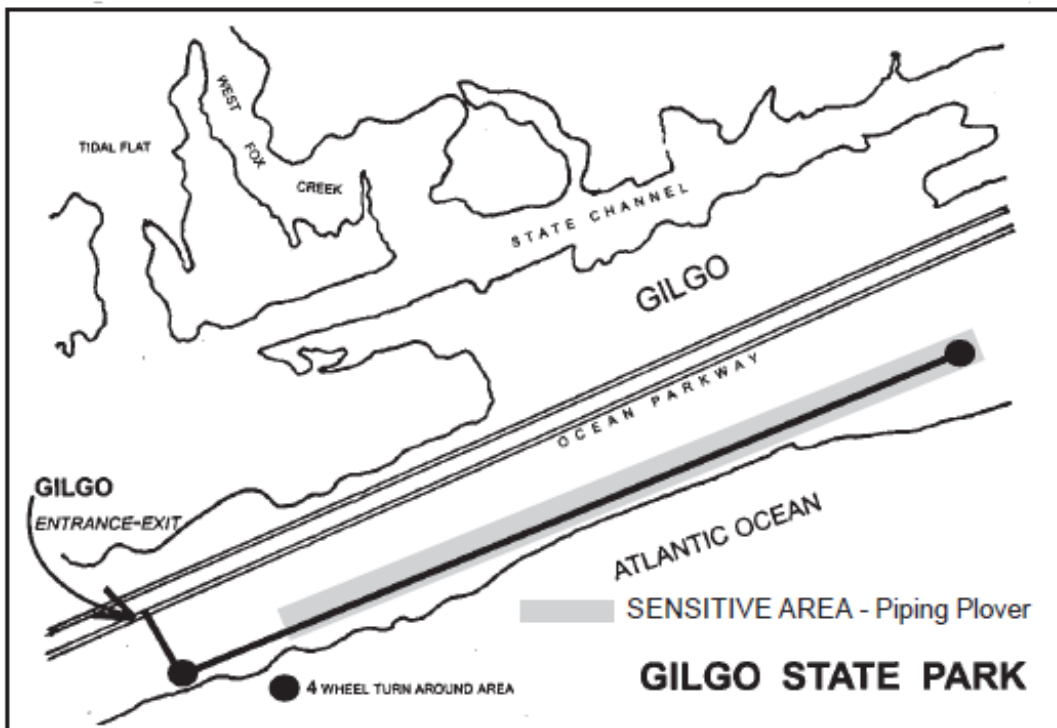 WEST
FOX
CREEK
TIDAL FLAT
STATE CHANNEL
GILGO
OCEAN PARKWAY
GILGO
ENTRANCE-EXIT
ATLANTIC OCEAN
SENSITIVE AREA - Piping Plover
GILGO STATE PARK
4 WHEEL TURN AROUND AREA